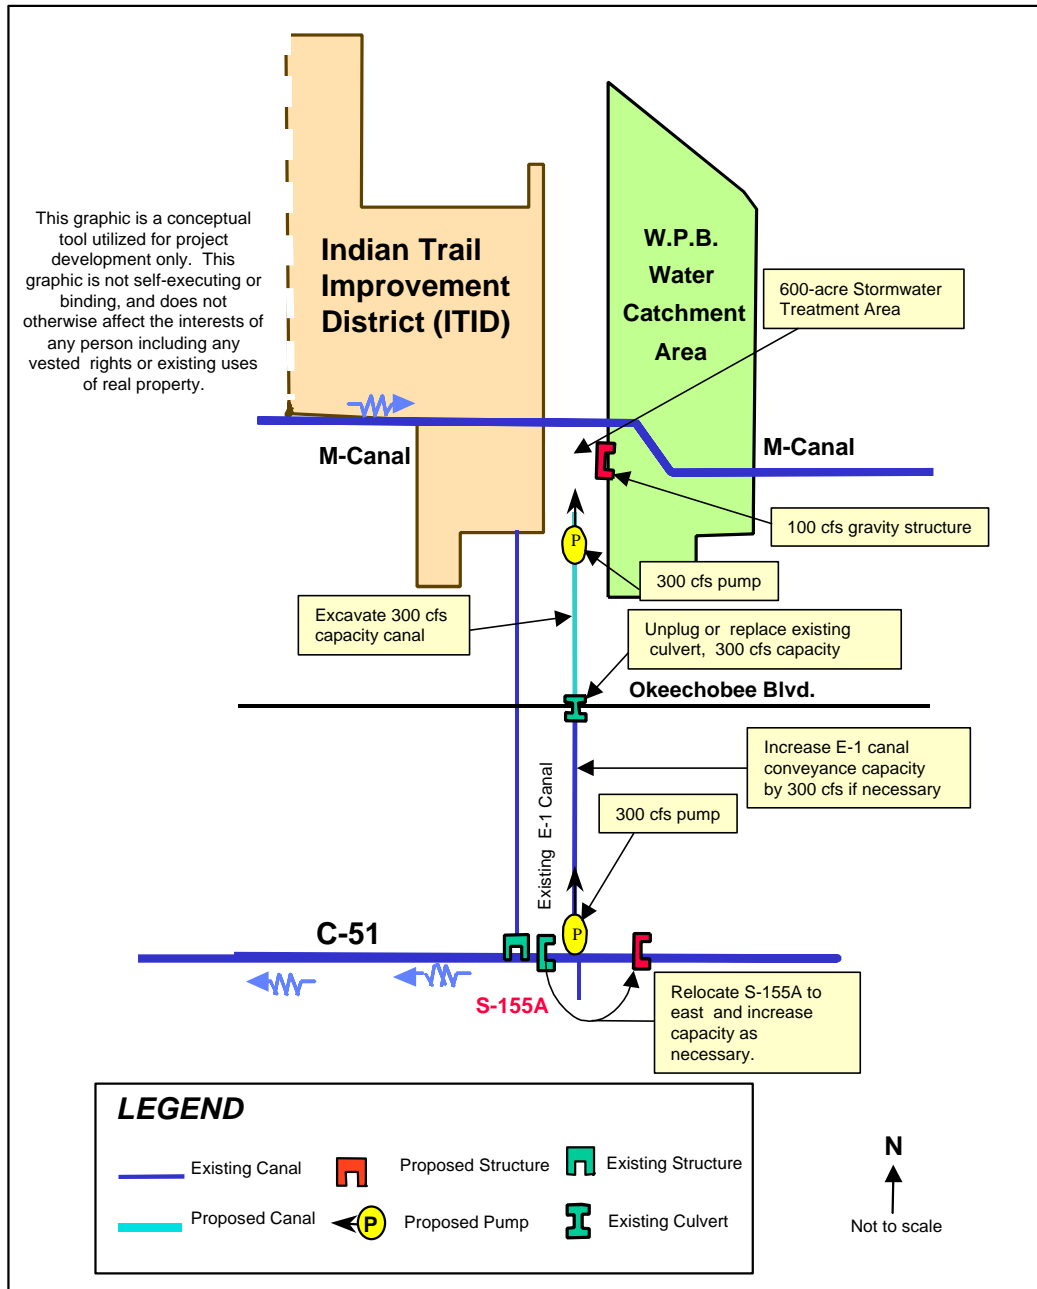 This graphic is a conceptual
tool utilized for project
development only. This
graphic is not self-executing or
binding, and does not
otherwise affect the interests of
any person including any
vested rights or existing uses
of real property.
Indian Trail
Improvement
District (ITID)
W.P.B.
Water
Catchment
Area
600-acre Stormwater
Treatment Area
M-Canal
M-Canal
100 cfs gravity structure
P
300 cfs pump
Excavate 300 cfs
capacity canal
Unplug or replace existing
culvert, 300 cfs capacity
Okeechobee Blvd.
Increase E-1 canal
conveyance capacity
by 300 cfs if necessary
Existing E-1 Canal
300 cfs pump
P
C-51
S-155A
Relocate S-155A to
east and increase
capacity as
necessary.
LEGEND
Existing Canal
Proposed Structure
Existing Structure
Proposed Canal
P
Proposed Pump
Existing Culvert
N
Not to scale